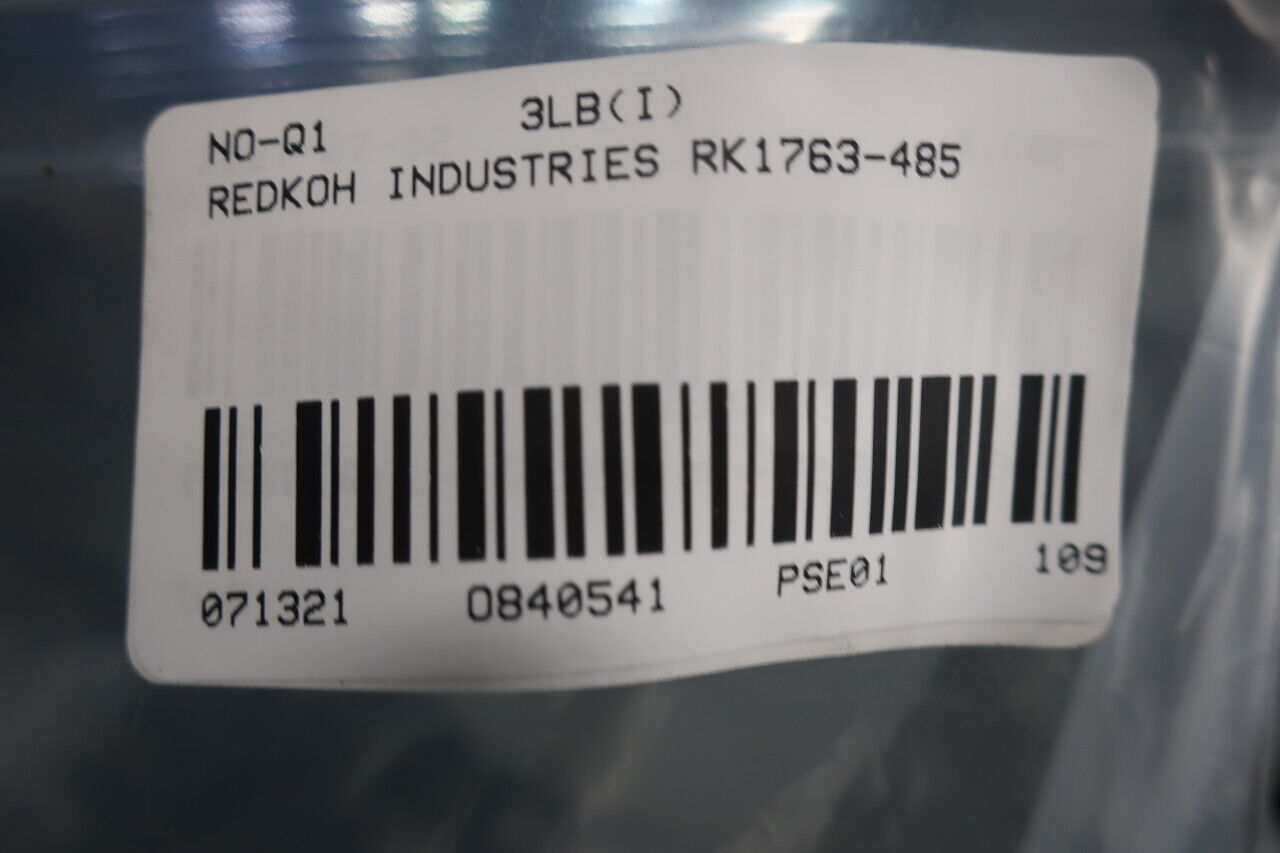 NO-Q1 3LB(I)
REDKOH INDUSTRIES RK1763-485
071321 0840541 PSE01 109